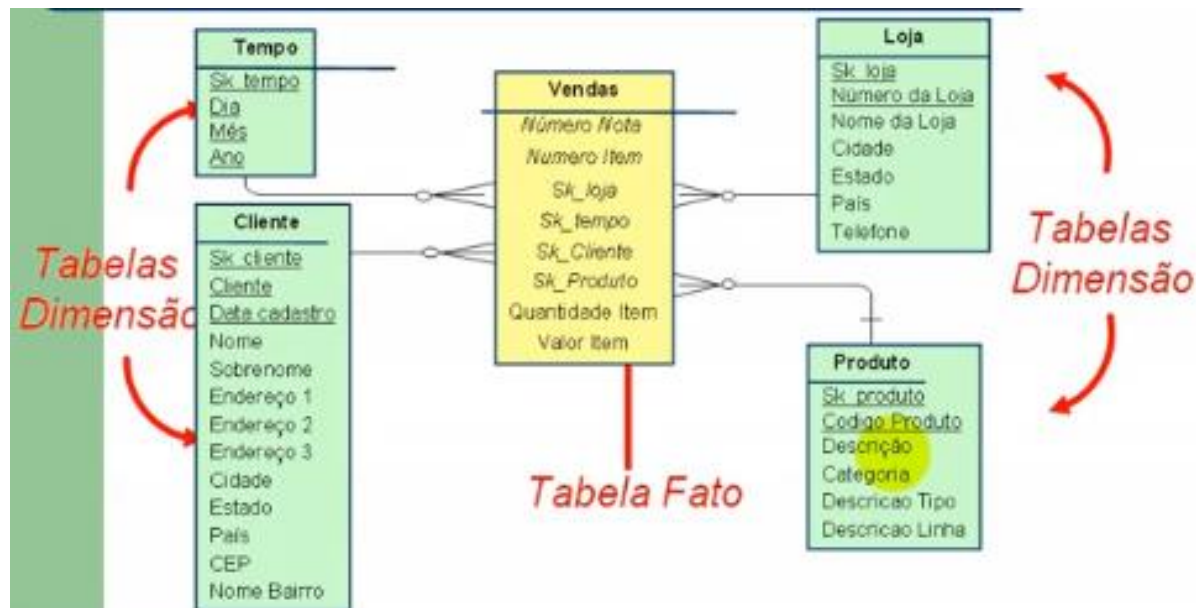 Tempo
Sk_tempo
Dia
Mês
Ano
Cliente
Sk_cliente
Cliente
Data cadastro
Nome
Sobrenome
Endereço 1
Endereço 2
Endereço 3
Cidade
Estado
País
CEP
Nome Bairro
Tabelas
Dimensão
Vendas
Número Nota
Numero Item
Sk_loja
Sk_tempo
Sk_Cliente
Sk_Produto
Quantidade Item
Valor Item
Tabela Fato
Loja
Sk_loja
Número da Loja
Nome da Loja
Cidade
Estado
País
Telefone
Produto
Sk_produto
Codigo Produto
Descrição
Categoria
Descricao Tipo
Descricao Linha
Tabelas
Dimensão